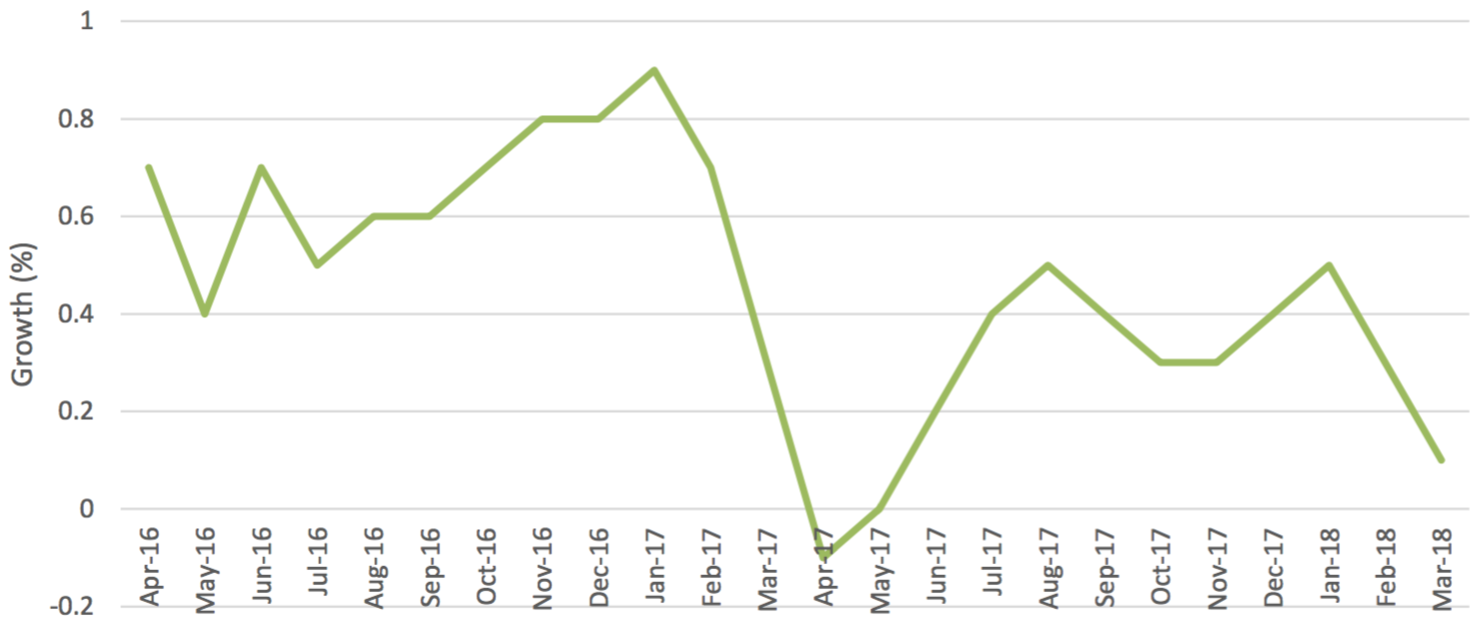 Growth (%)
1
0.8
0.6
0.4
0.2
0
-0.2
Apr-16
May-16
Jun-16
Jul-16
Aug-16
Sep-16
Oct-16
Nov-16
Dec-16
Jan-17
Feb-17
Mar-17
Apr-17
May-17
Jun-17
Jul-17
Aug-17
Sep-17
Oct-17
Nov-17
Dec-17
Jan-18
Feb-18
Mar-18